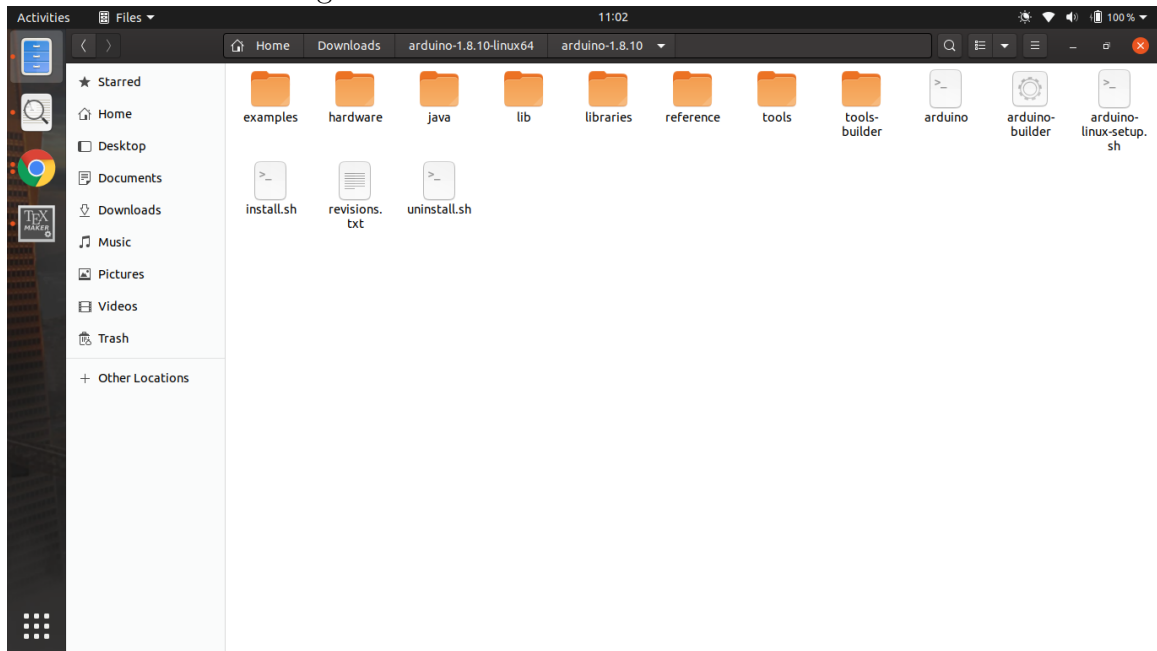 Activities Files 11:02 100 %
Home Downloads arduino-1.8.10-linux64 arduino-1.8.10
Starred
Home
Desktop
Documents
Downloads
Music
Pictures
Videos
Trash
+ Other Locations
examples hardware java lib libraries reference tools tools-builder arduino arduino-builder arduino-linux-setup.sh
install.sh revisions.txt uninstall.sh
TEX
MAKER